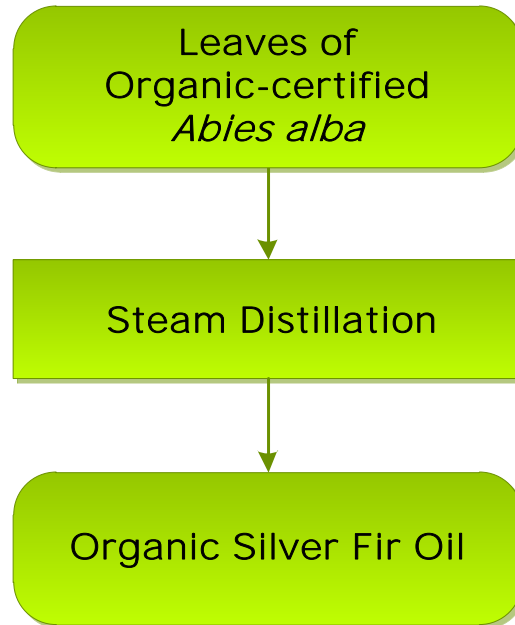 Leaves of
Organic-certified
Abies alba
Steam Distillation
Organic Silver Fir Oil